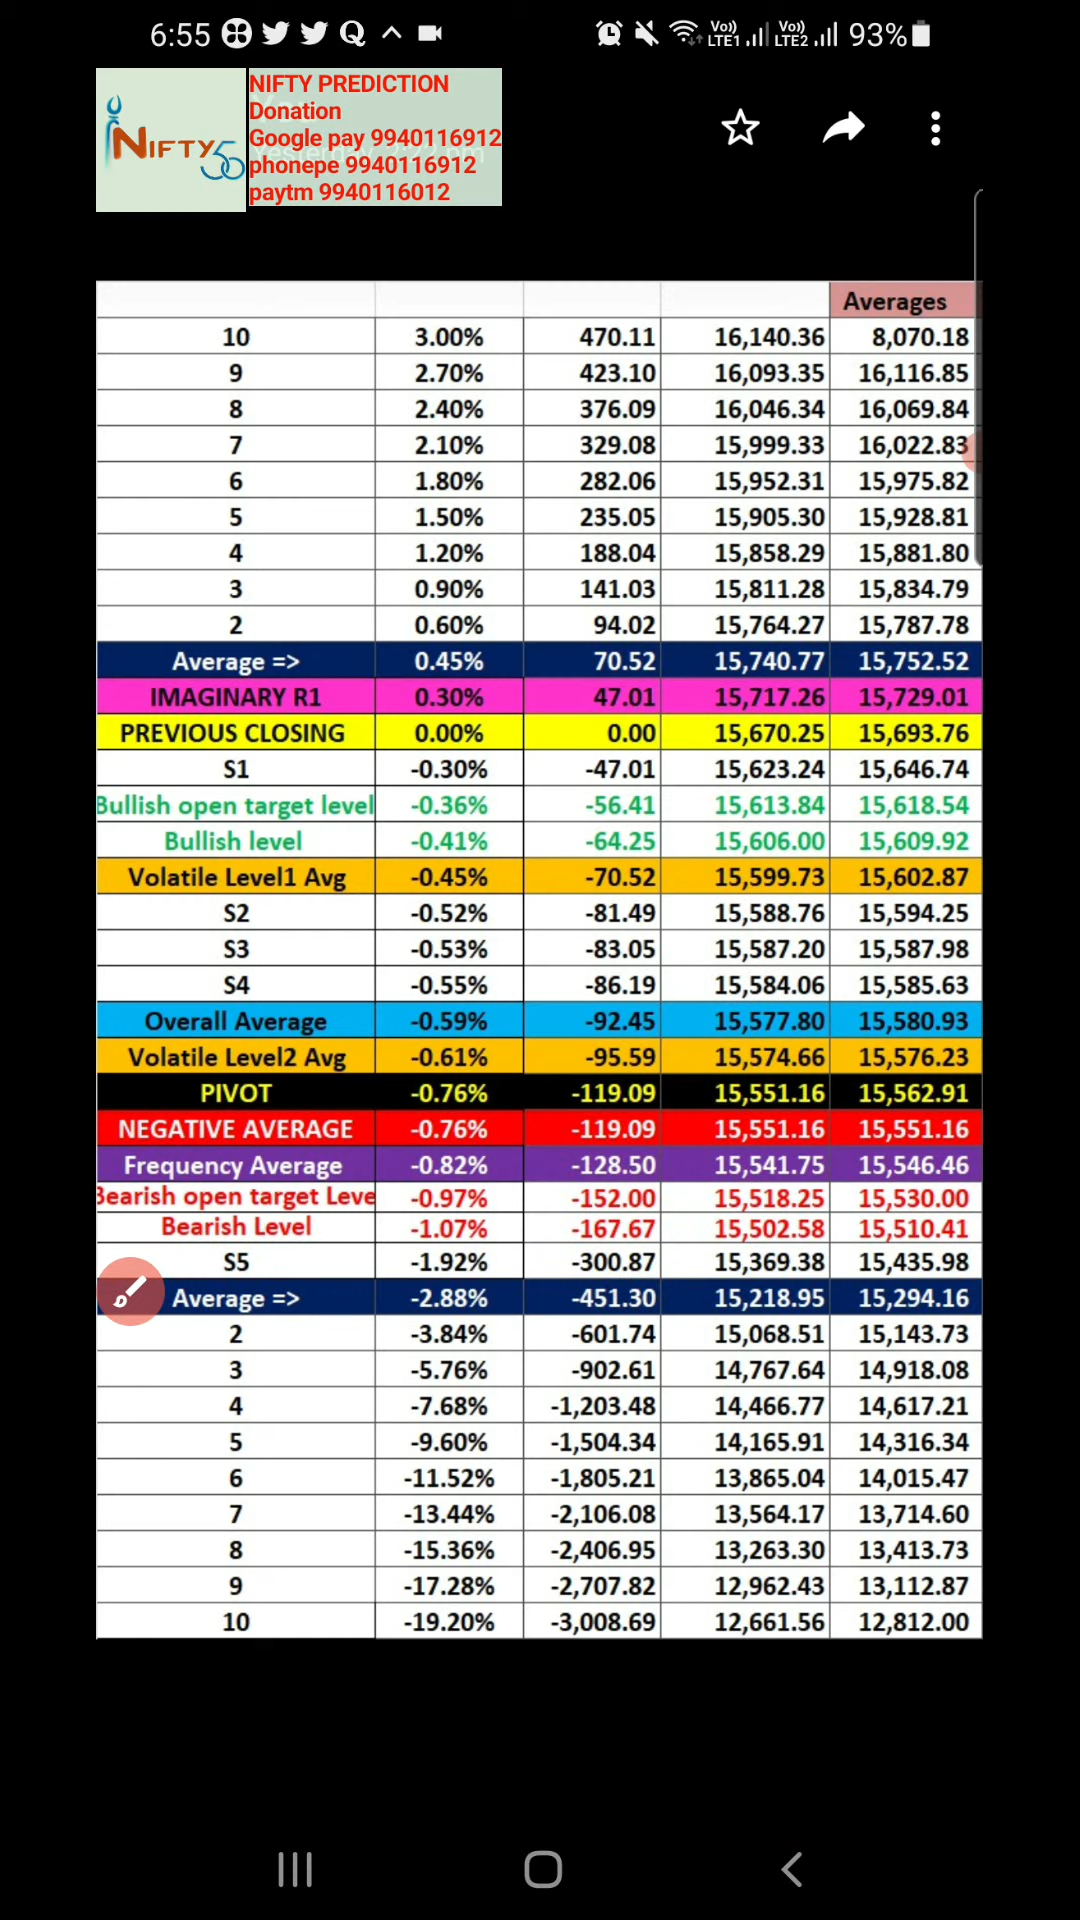 6:55 Vo)) LTE1 Vo)) LTE2 93%
NIFTY50
NIFTY PREDICTION
Donation
Google pay 9940116912
phonepe 9940116912
paytm 9940116012
Averages
10 3.00% 470.11 16,140.36 8,070.18
9 2.70% 423.10 16,093.35 16,116.85
8 2.40% 376.09 16,046.34 16,069.84
7 2.10% 329.08 15,999.33 16,022.83
6 1.80% 282.06 15,952.31 15,975.82
5 1.50% 235.05 15,905.30 15,928.81
4 1.20% 188.04 15,858.29 15,881.80
3 0.90% 141.03 15,811.28 15,834.79
2 0.60% 94.02 15,764.27 15,787.78
Average => 0.45% 70.52 15,740.77 15,752.52
IMAGINARY R1 0.30% 47.01 15,717.26 15,729.01
PREVIOUS CLOSING 0.00% 0.00 15,670.25 15,693.76
S1 -0.30% -47.01 15,623.24 15,646.74
Bullish open target level -0.36% -56.41 15,613.84 15,618.54
Bullish level -0.41% -64.25 15,606.00 15,609.92
Volatile Level1 Avg -0.45% -70.52 15,599.73 15,602.87
S2 -0.52% -81.49 15,588.76 15,594.25
S3 -0.53% -83.05 15,587.20 15,587.98
S4 -0.55% -86.19 15,584.06 15,585.63
Overall Average -0.59% -92.45 15,577.80 15,580.93
Volatile Level2 Avg -0.61% -95.59 15,574.66 15,576.23
PIVOT -0.76% -119.09 15,551.16 15,562.91
NEGATIVE AVERAGE -0.76% -119.09 15,551.16 15,551.16
Frequency Average -0.82% -128.50 15,541.75 15,546.46
Bearish open target Leve -0.97% -152.00 15,518.25 15,530.00
Bearish Level -1.07% -167.67 15,502.58 15,510.41
S5 -1.92% -300.87 15,369.38 15,435.98
Average => -2.88% -451.30 15,218.95 15,294.16
2 -3.84% -601.74 15,068.51 15,143.73
3 -5.76% -902.61 14,767.64 14,918.08
4 -7.68% -1,203.48 14,466.77 14,617.21
5 -9.60% -1,504.34 14,165.91 14,316.34
6 -11.52% -1,805.21 13,865.04 14,015.47
7 -13.44% -2,106.08 13,564.17 13,714.60
8 -15.36% -2,406.95 13,263.30 13,413.73
9 -17.28% -2,707.82 12,962.43 13,112.87
10 -19.20% -3,008.69 12,661.56 12,812.00